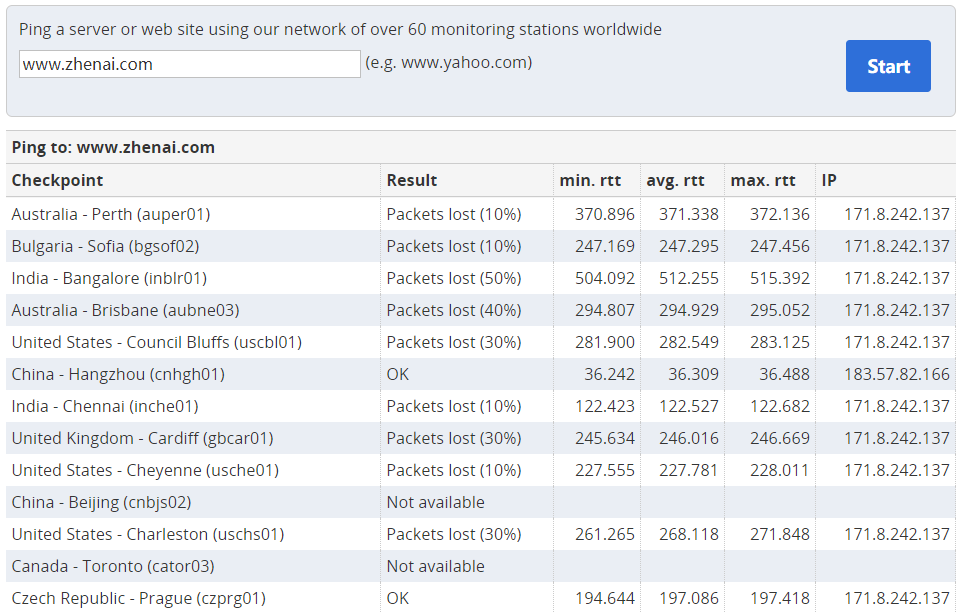 Ping a server or web site using our network of over 60 monitoring stations worldwide
www.zhenai.com (e.g. www.yahoo.com) Start
Ping to: www.zhenai.com
Checkpoint Result min. rtt avg. rtt max. rtt IP
Australia - Perth (auper01) Packets lost (10%) 370.896 371.338 372.136 171.8.242.137
Bulgaria - Sofia (bgsof02) Packets lost (10%) 247.169 247.295 247.456 171.8.242.137
India - Bangalore (inblr01) Packets lost (50%) 504.092 512.255 515.392 171.8.242.137
Australia - Brisbane (aubne03) Packets lost (40%) 294.807 294.929 295.052 171.8.242.137
United States - Council Bluffs (uscbl01) Packets lost (30%) 281.900 282.549 283.125 171.8.242.137
China - Hangzhou (cnhgh01) OK 36.242 36.309 36.488 183.57.82.166
India - Chennai (inche01) Packets lost (10%) 122.423 122.527 122.682 171.8.242.137
United Kingdom - Cardiff (gbcar01) Packets lost (30%) 245.634 246.016 246.669 171.8.242.137
United States - Cheyenne (usche01) Packets lost (10%) 227.555 227.781 228.011 171.8.242.137
China - Beijing (cnbjs02) Not available
United States - Charleston (uschs01) Packets lost (30%) 261.265 268.118 271.848 171.8.242.137
Canada - Toronto (cator03) Not available
Czech Republic - Prague (czprg01) OK 194.644 197.086 197.418 171.8.242.137